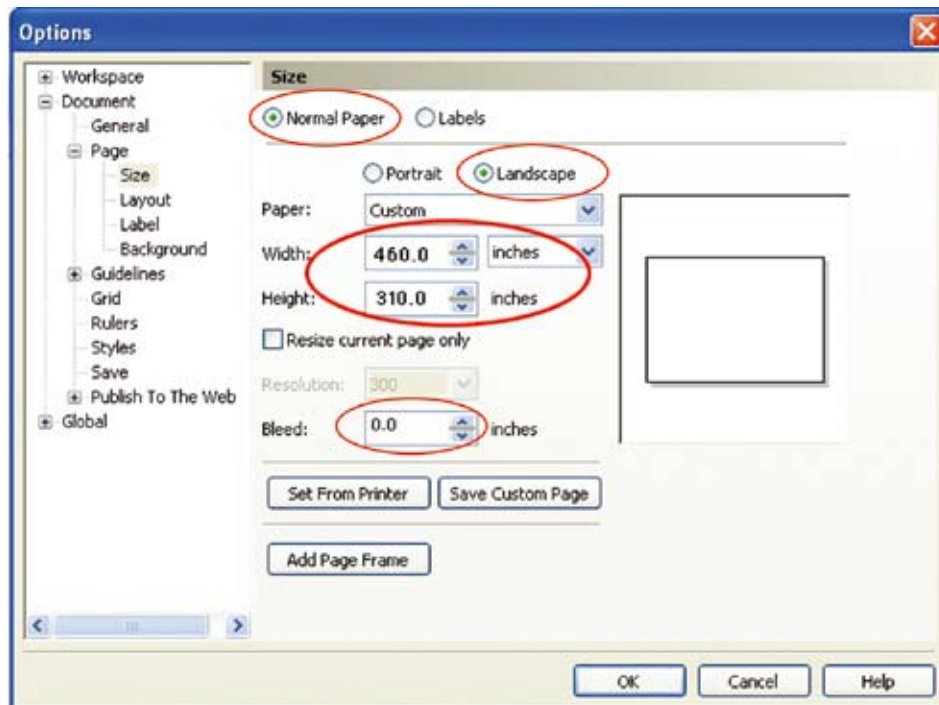 Options
Workspace
Document
General
Page
Size
Layout
Label
Background
Guidelines
Grid
Rulers
Styles
Save
Publish To The Web
Global
Size
Normal Paper Labels
Portrait Landscape
Paper: Custom
Width: 460.0 inches
Height: 310.0 inches
Resize current page only
Resolution: 300
Bleed: 0.0 inches
Set From Printer Save Custom Page
Add Page Frame
OK Cancel Help